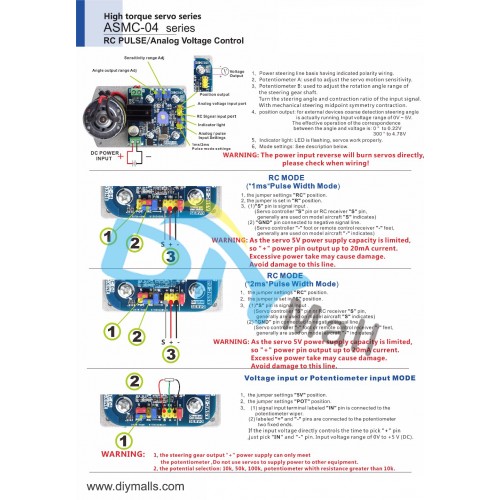 High torque servo series
ASMC-04 series
RC PULSE/Analog Voltage Control
Sensitivity range Adj
Angle output range Adj
Voltage
Output
Position output
Analog voltage input port
RC Signal input port
Indicator light
Analog / pulse
Input Settings
1ms/2ms
Pulse mode settings
DC POWER
INPUT
1. Power steering line basis having indicated polarity wiring.
2. Potentiometer A: used to adjust the servo motion sensitivity.
3. Potentiometer B: used to adjust the rotation angle range of
the steering gear shaft.
Turn the steering angle and contraction ratio of the input signal.
With mechanical steering midpoint symmetry contraction.
4. position output: for external devices connected steering angle
is actually running Input voltage range of 0V ~ 5V.
The effective operation of the correspondence
between the angle and voltage is: 0 ° to 0.22V
300 ° to 4.78V
5. Indicator light: LED is flashing, servos work properly.
6. Mode settings: See description below.
WARNING: The power input reverse will burn servos directly,
please check when wiring!
RC MODE
("1ms"Pulse Width Mode)
1. the jumper settings "RC" position.
2. the jumper is set in "R" position.
3. (1)"S" pin is signal input .
(Servo controller "S" pin or RC receiver "S" pin,
generally are used on model aircraft "S" indicates)
(2) "GND" pin connected to negative signal line.
(Servo controller "-" foot or remote control receiver "-" feet,
generally are used on model aircraft "-" indicates)
WARNING: As the servo 5V power supply capacity is limited,
so "+" power pin output up to 20mA current.
Excessive power take may cause damage.
Avoid damage to this line.
S + -
1
2
3
RC MODE
("2ms"Pulse Width Mode)
1. the jumper settings "RC" position.
2. the jumper is set in
3. (1)"S" pin is signal input .
(Servo controller "S" pin or RC receiver "S" pin,
generally are used on model aircraft "S" indicates)
(2) "GND" pin connected to negative signal line.
(Servo controller "-" foot or remote control receiver "-" feet,
generally are used on model aircraft "-" indicates)
WARNING: As the servo 5V power supply capacity is limited,
so "+" power pin output up to 20mA current.
Excessive power take may cause damage.
Avoid damage to this line.
1
2
S + -
3
Voltage input or Potentiometer input MODE
1. the jumper settings "5V" position.
2. the jumper settings "POT" position.
3. (1) signal input terminal labeled "IN" pin is connected to the
potentiometer wiper.
(2) labeled "+" and "-" pins are connected to the potentiometer
two fixed ends.
If the input voltage directly controls the time to pick "+" pin
,just pick "IN" and "-" pin. Input voltage range of 0V to +5 V (DC).
2
1
WARNING: 1, the steering gear output "+" power supply can only meet
the potentiometer ,Do not use servos to supply power to other equipment.
2, the potential selection: 10k, 50k, 100k, potentiometer whith resistance greater than 10k.
DIY Mall
www.diymalls.com